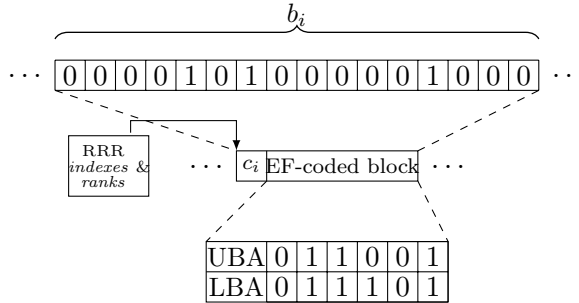 b_i
⋯ 0 0 0 0 1 0 1 0 0 0 0 0 1 0 0 0 ⋯
RRR
indexes &
ranks
⋯ c_i EF-coded block ⋯
UBA 0 1 1 0 0 1
LBA 0 1 1 1 0 1